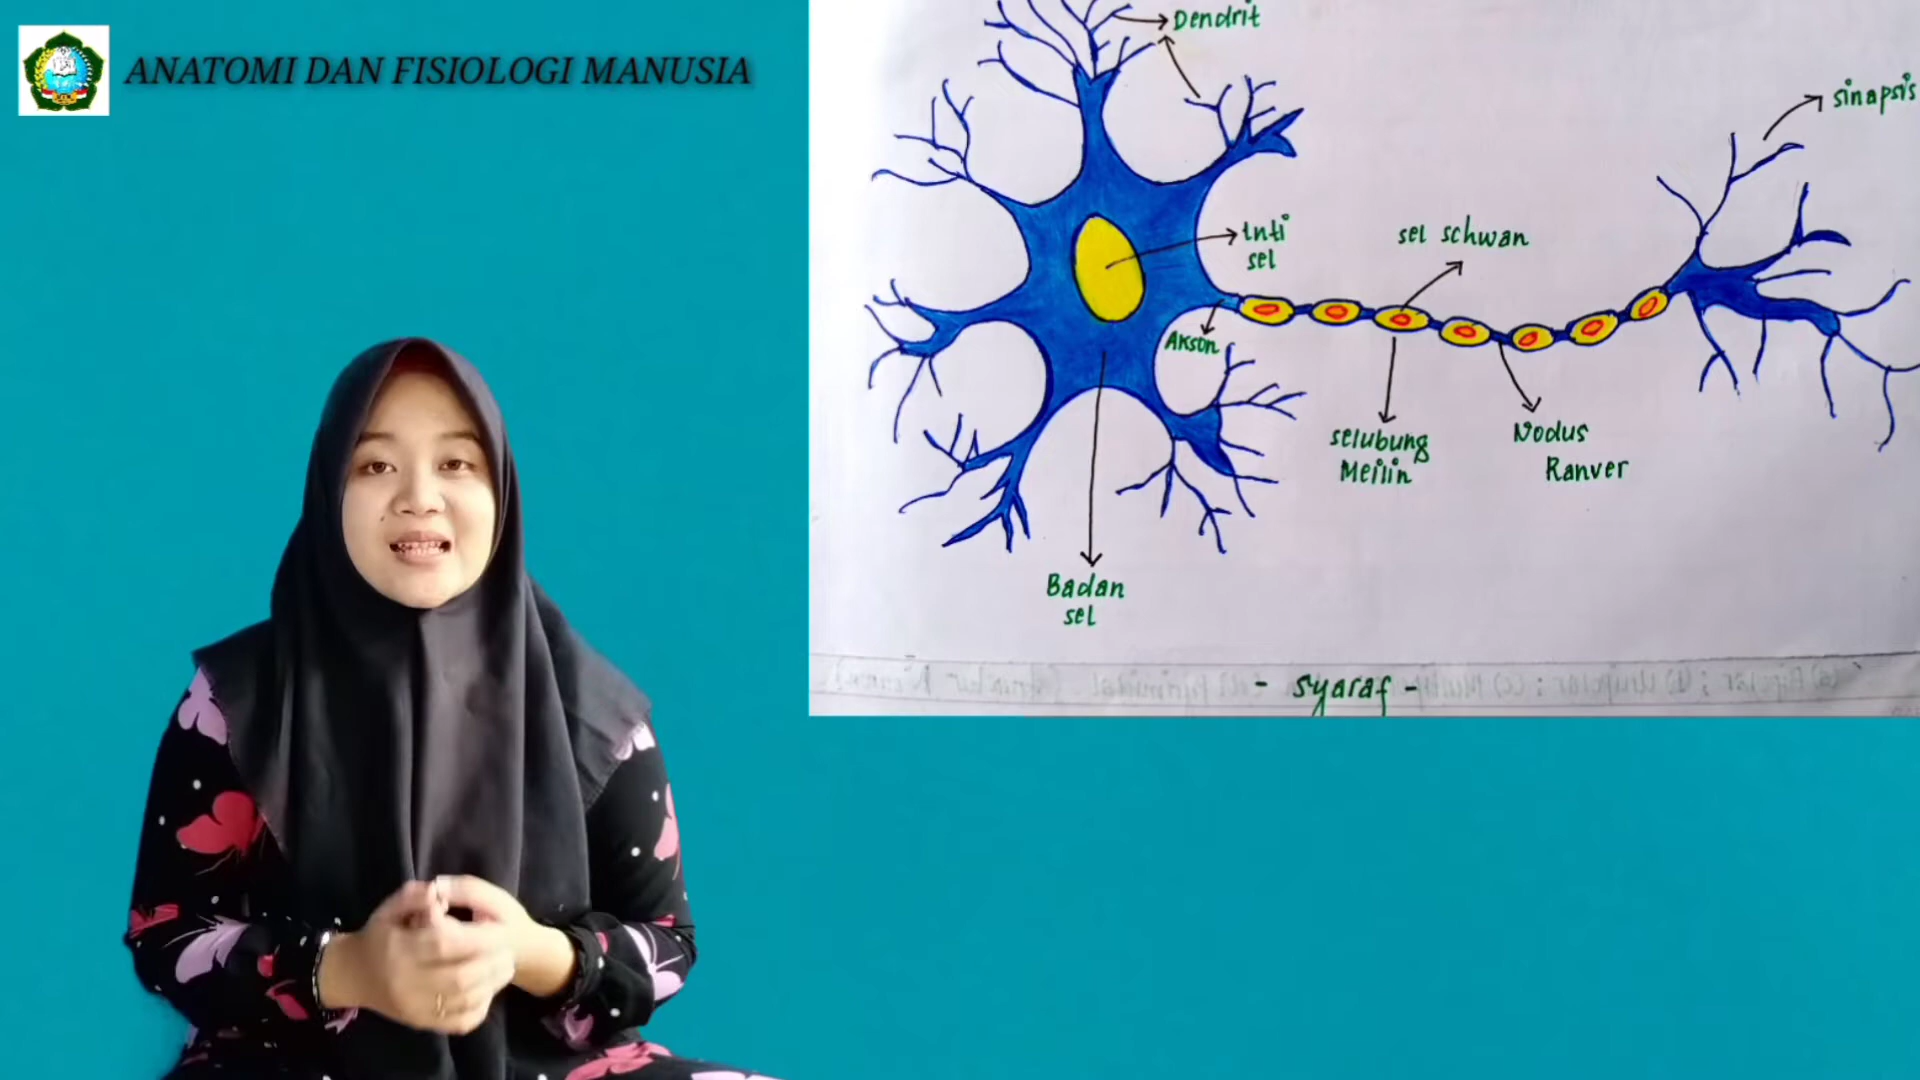 ANATOMI DAN FISIOLOGI MANUSIA
Dendrit
sinapsis
Inti
sel
sel schwan
Akson
selubung
Meilin
Nodus
Ranver
Badan
sel
- syaraf -